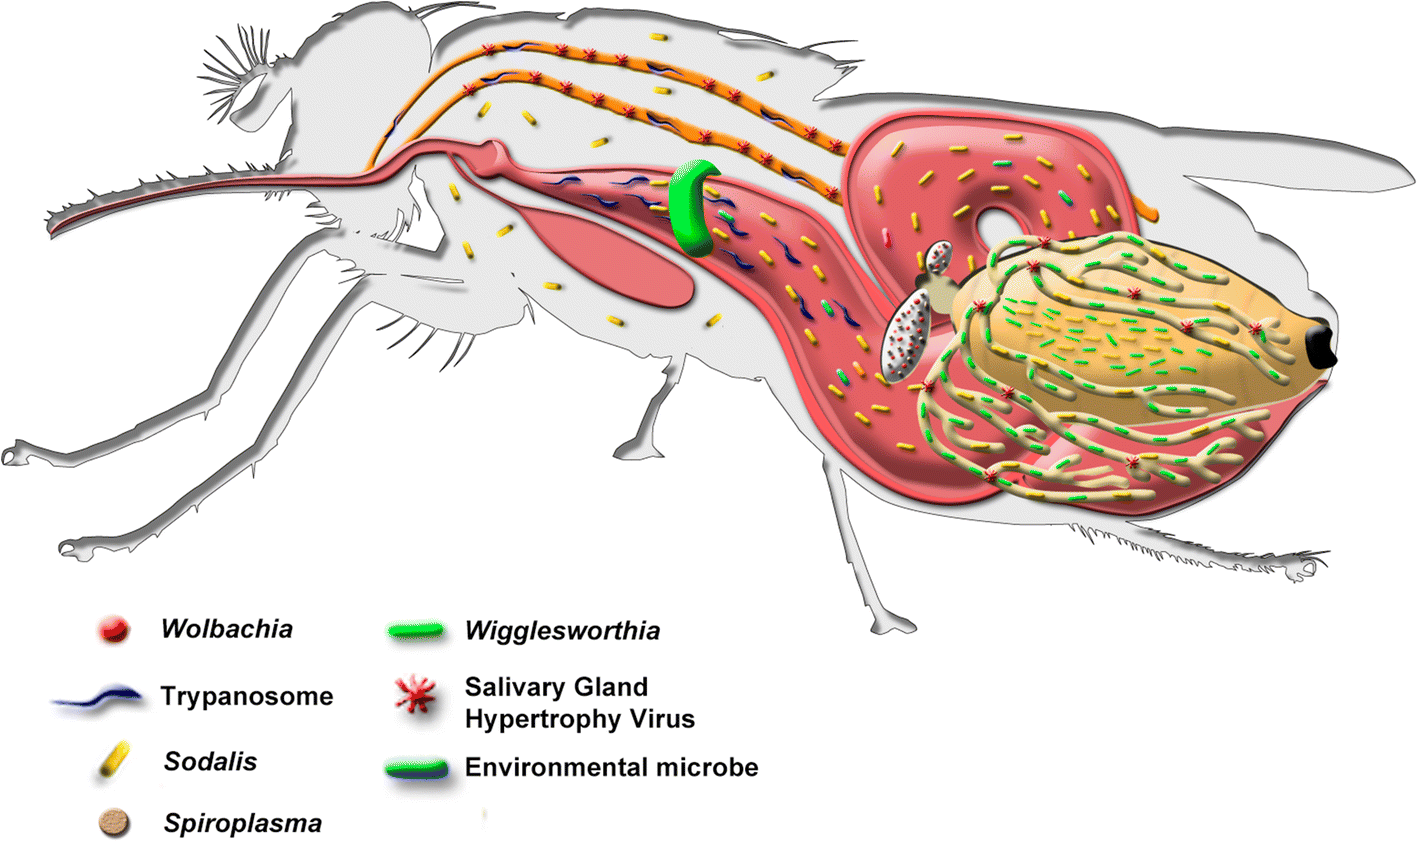 Wolbachia
Wigglesworthia
Trypanosome
Salivary Gland
Hypertrophy Virus
Sodalis
Environmental microbe
Spiroplasma